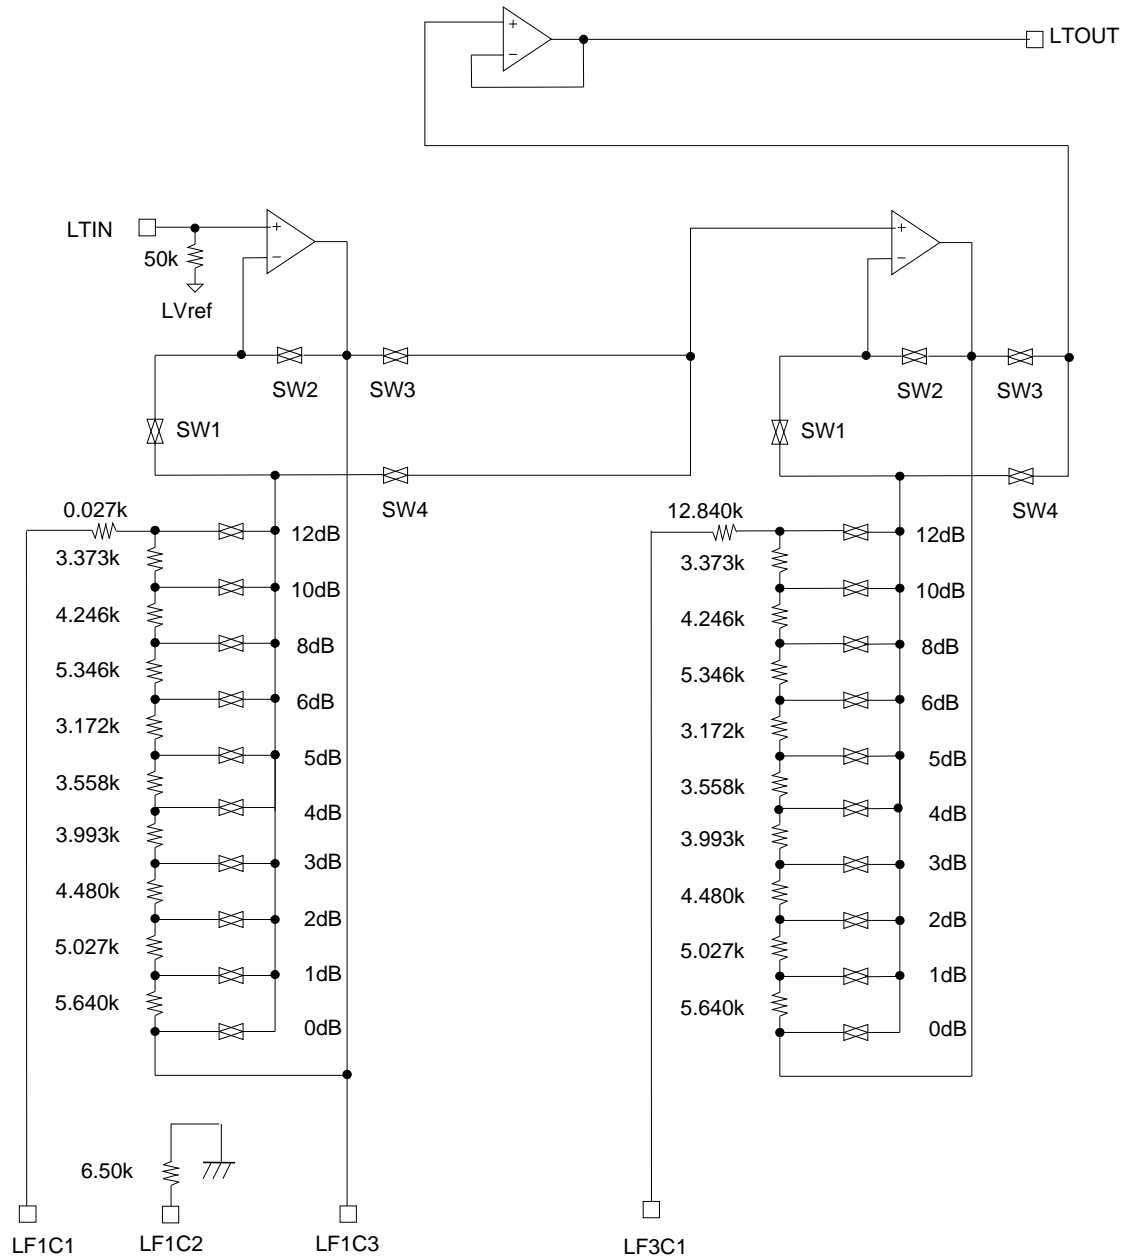 LTOUT
+
−
LTIN
+
−
50k
LVref
+
−
SW2
SW3
SW1
SW4
SW2
SW3
SW1
SW4
0.027k
12dB
3.373k
10dB
4.246k
8dB
5.346k
6dB
3.172k
5dB
3.558k
4dB
3.993k
3dB
4.480k
2dB
5.027k
1dB
5.640k
0dB
12.840k
12dB
3.373k
10dB
4.246k
8dB
5.346k
6dB
3.172k
5dB
3.558k
4dB
3.993k
3dB
4.480k
2dB
5.027k
1dB
5.640k
0dB
6.50k
LF1C1
LF1C2
LF1C3
LF3C1